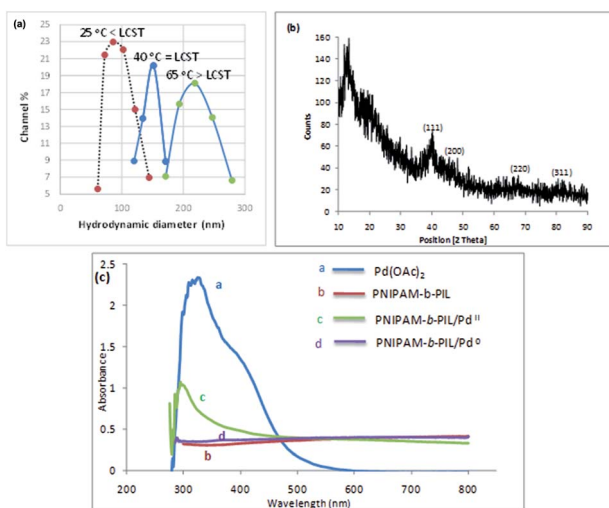 (a)
25 °C < LCST
40 °C = LCST
65 °C > LCST
Channel %
25
23
21
19
17
15
13
11
9
7
5
0 100 200 300
Hydrodynamic diameter (nm)
(b)
Counts
160
140
120
100
80
60
40
20
0
(111)
(200)
(220)
(311)
10 20 30 40 50 60 70 80 90
Position [2 Theta]
(c)
Absorbance
2.5
2
1.5
1
0.5
0
a
c
d
b
a Pd(OAc)₂
b PNIPAM-b-PIL
c PNIPAM-b-PIL/Pd ᴵᴵ
d PNIPAM-b-PIL/Pd ⁰
200 300 400 500 600 700 800
Wavelength (nm)